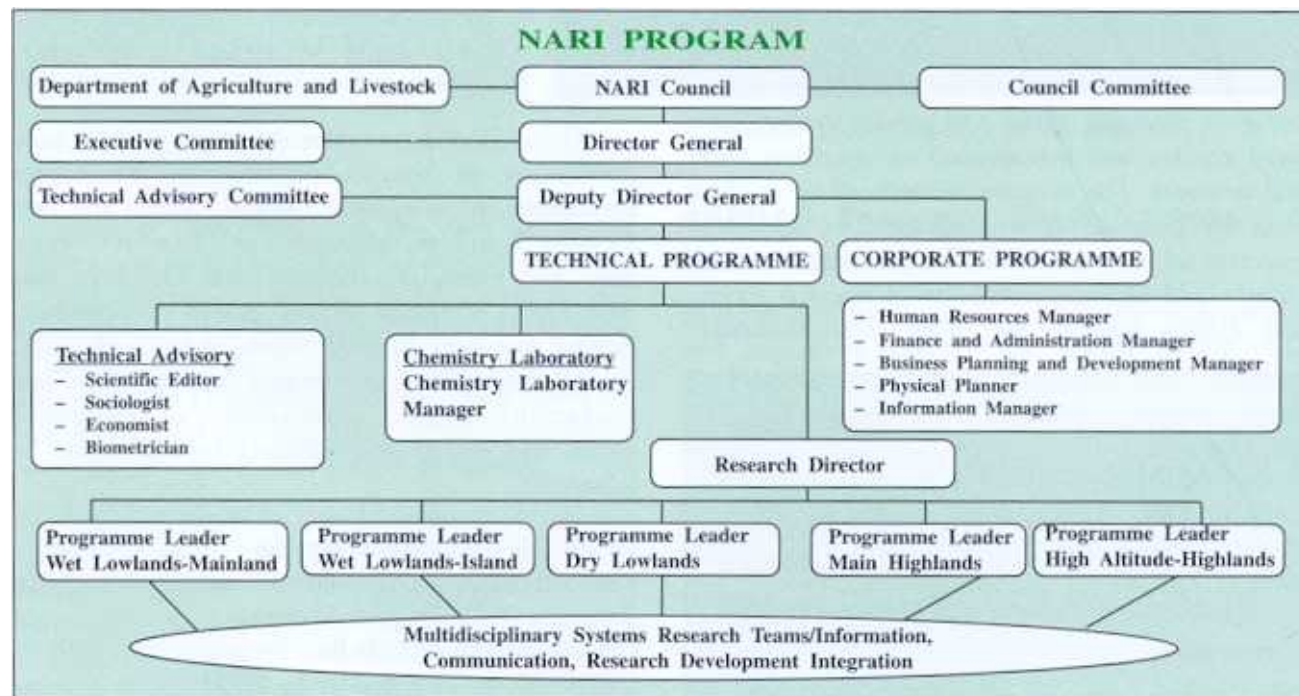 NARI PROGRAM
Department of Agriculture and Livestock
NARI Council
Council Committee
Executive Committee
Director General
Technical Advisory Committee
Deputy Director General
TECHNICAL PROGRAMME
CORPORATE PROGRAMME
– Human Resources Manager
– Finance and Administration Manager
– Business Planning and Development Manager
– Physical Planner
– Information Manager
Technical Advisory
– Scientific Editor
– Sociologist
– Economist
– Biometrician
Chemistry Laboratory
Chemistry Laboratory
Manager
Research Director
Programme Leader
Wet Lowlands-Mainland
Programme Leader
Wet Lowlands-Island
Programme Leader
Dry Lowlands
Programme Leader
Main Highlands
Programme Leader
High Altitude-Highlands
Multidisciplinary Systems Research Teams/Information,
Communication, Research Development Integration